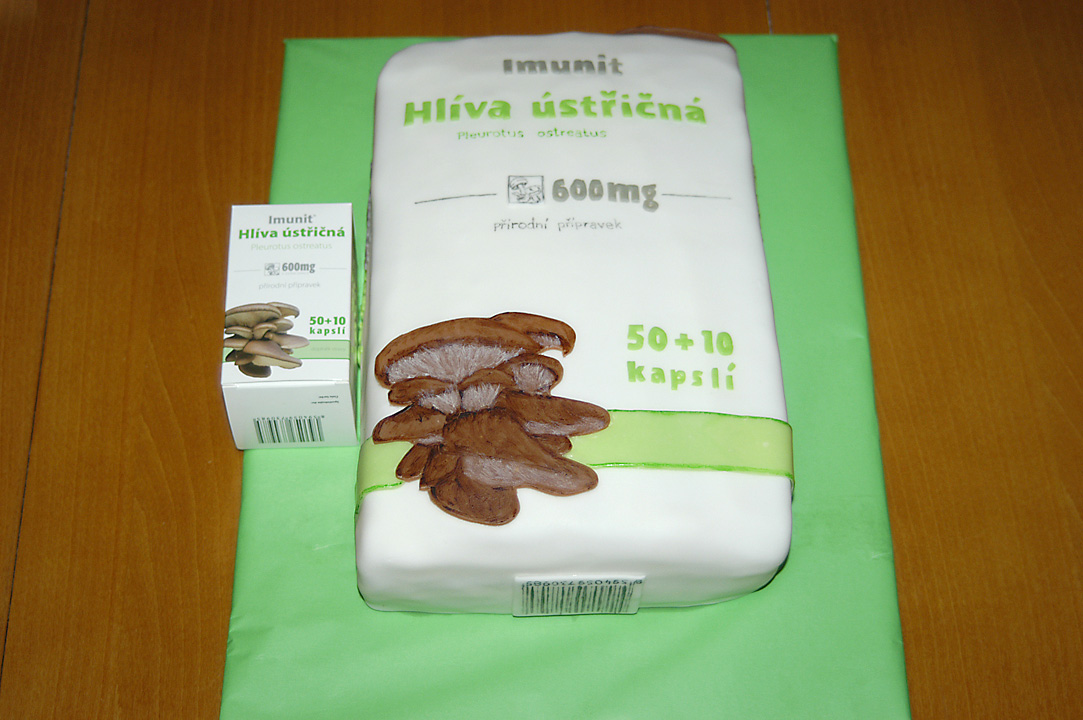 Imunit
Hlíva ústřičná
Pleurotus ostreatus
600mg
přírodní přípravek
50+10
kapslí
Imunit
Hlíva ústřičná
Pleurotus ostreatus
600mg
přírodní přípravek
50+10
kapslí